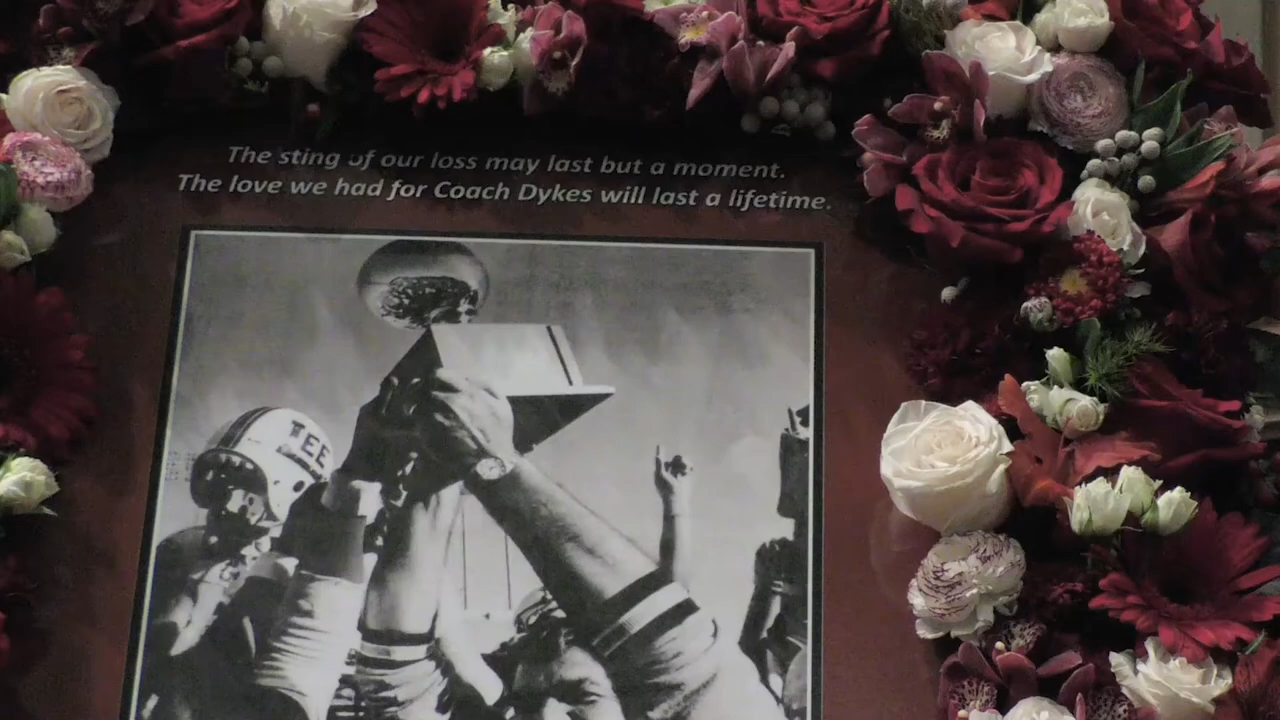 The sting of our loss may last but a moment.
The love we had for Coach Dykes will last a lifetime.
TEE